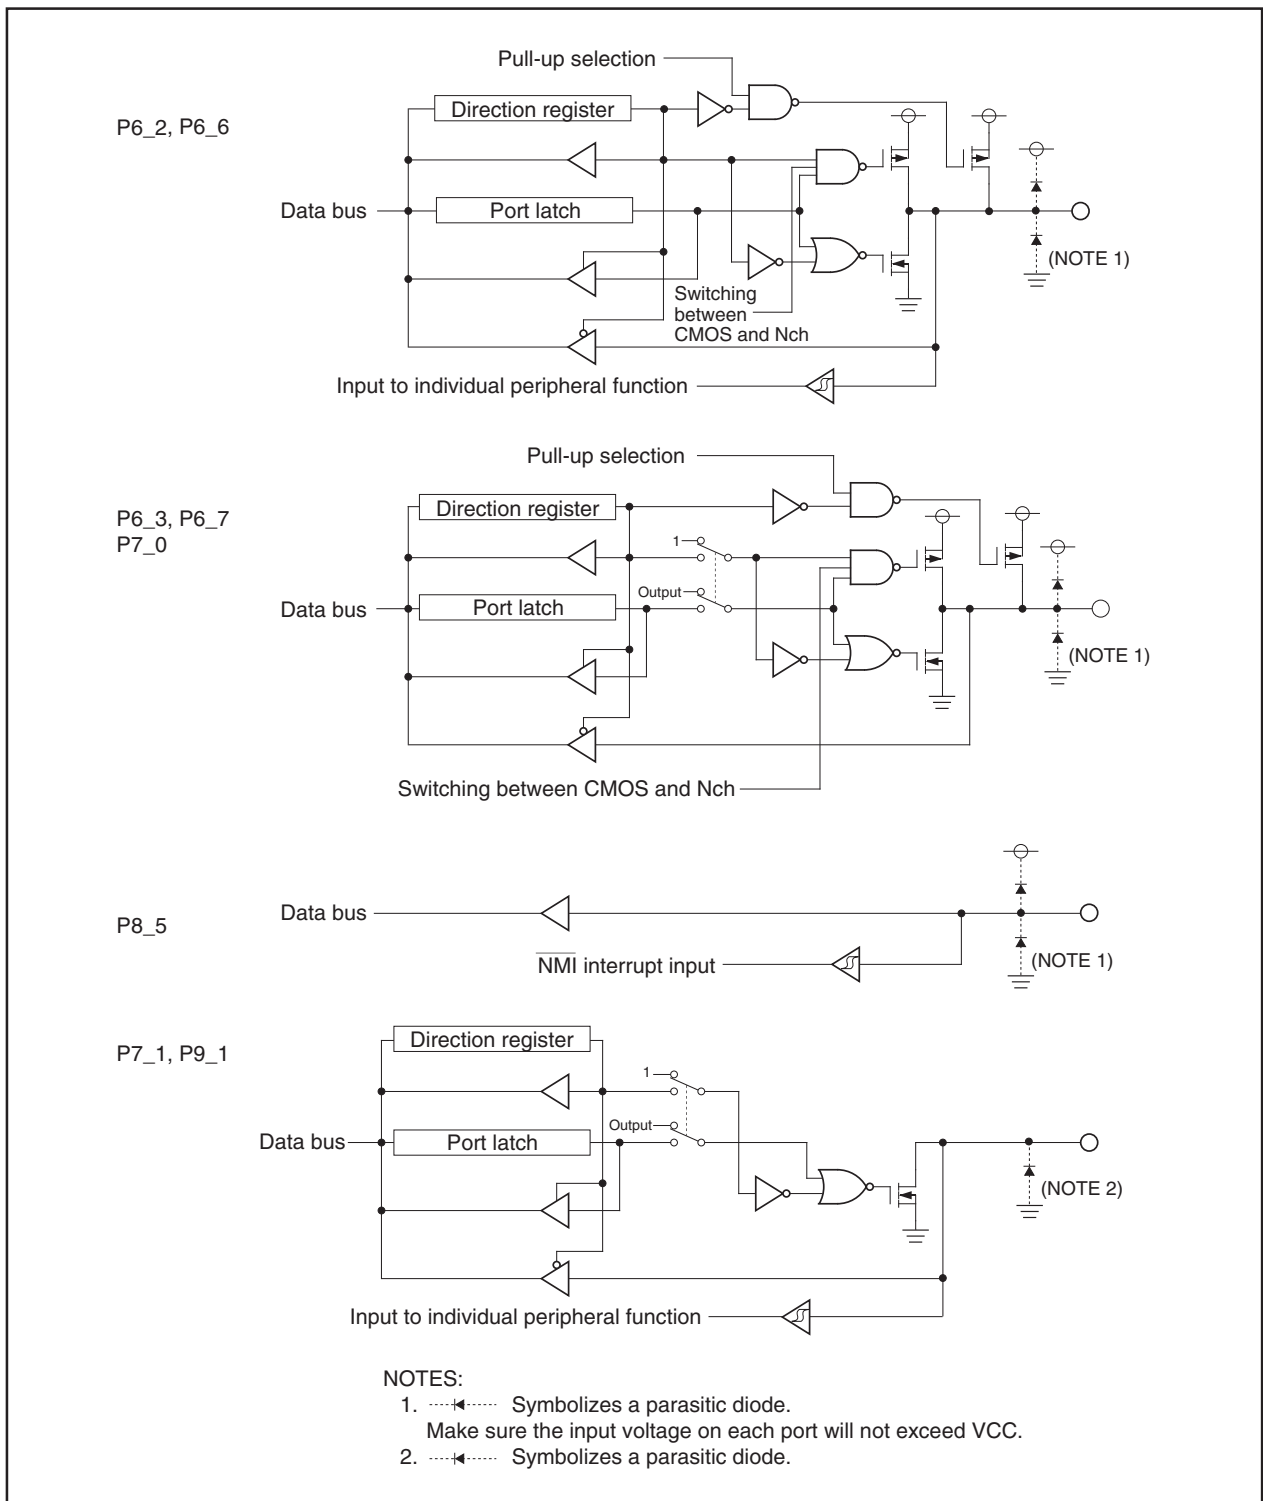 Pull-up selection
P6_2, P6_6
Direction register
Data bus
Port latch
(NOTE 1)
Switching
between
CMOS and Nch
Input to individual peripheral function
Pull-up selection
P6_3, P6_7
P7_0
Direction register
1
Output
Data bus
Port latch
(NOTE 1)
Switching between CMOS and Nch
P8_5
Data bus
NMI interrupt input
(NOTE 1)
P7_1, P9_1
Direction register
1
Output
Data bus
Port latch
(NOTE 2)
Input to individual peripheral function
NOTES:
1. Symbolizes a parasitic diode.
Make sure the input voltage on each port will not exceed VCC.
2. Symbolizes a parasitic diode.